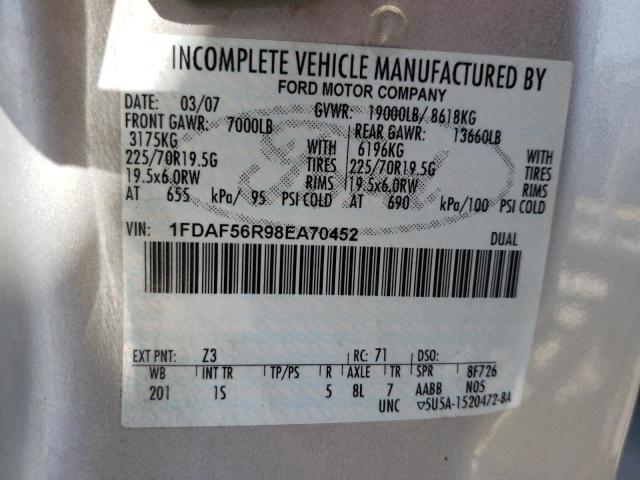 INCOMPLETE VEHICLE MANUFACTURED BY
FORD MOTOR COMPANY
DATE: 03/07 GVWR: 19000LB/ 8618KG
FRONT GAWR: 7000LB REAR GAWR: 13660LB
3175KG WITH 6196KG WITH
225/70R19.5G TIRES 225/70R19.5G TIRES
19.5x6.0RW RIMS 19.5x6.0RW RIMS
AT 655 kPa/ 95 PSI COLD AT 690 kPa/100 PSI COLD
VIN: 1FDAF56R98EA70452 DUAL
EXT PNT: Z3 RC: 71 DSO:
WB INT TR TP/PS R AXLE TR SPR 8F726
201 1S 5 8L 7 AABB N05
UNC ▽5U5A-1520472-BA